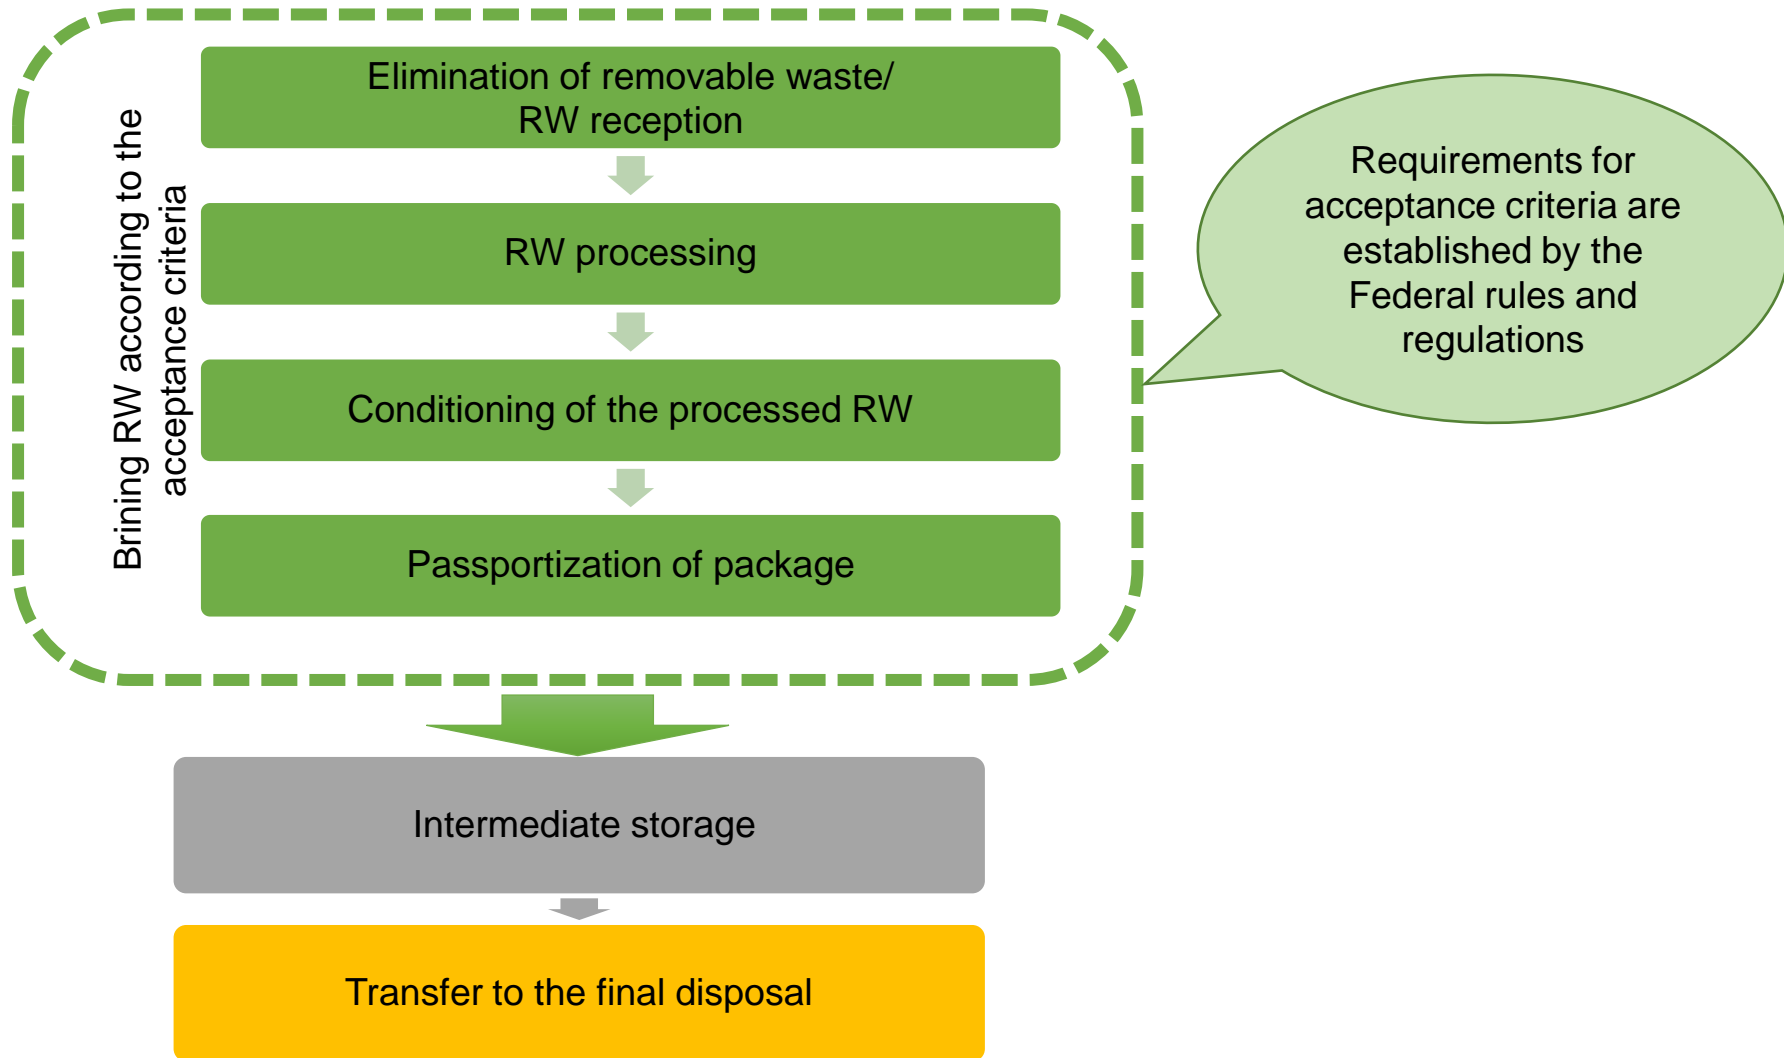 Brining RW according to the
acceptance criteria
Elimination of removable waste/
RW reception
RW processing
Conditioning of the processed RW
Passportization of package
Requirements for
acceptance criteria are
established by the
Federal rules and
regulations
Intermediate storage
Transfer to the final disposal